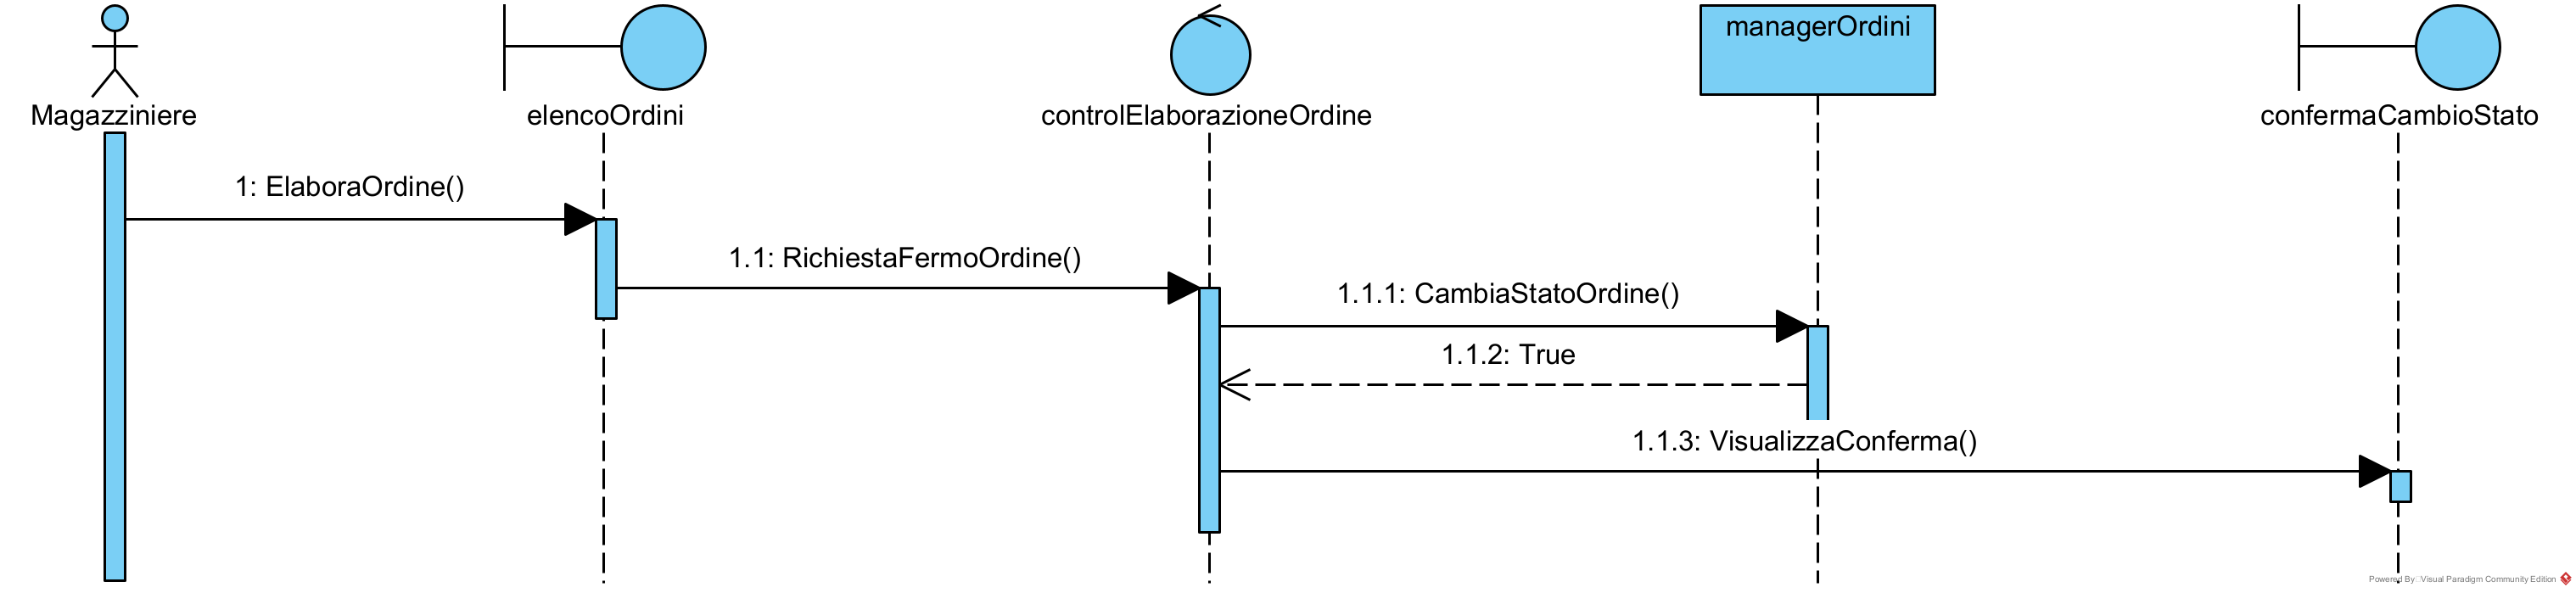 managerOrdini
Magazziniere
elencoOrdini
controlElaborazioneOrdine
confermaCambioStato
1: ElaboraOrdine()
1.1: RichiestaFermoOrdine()
1.1.1: CambiaStatoOrdine()
1.1.2: True
1.1.3: VisualizzaConferma()
Powered By: Visual Paradigm Community Edition